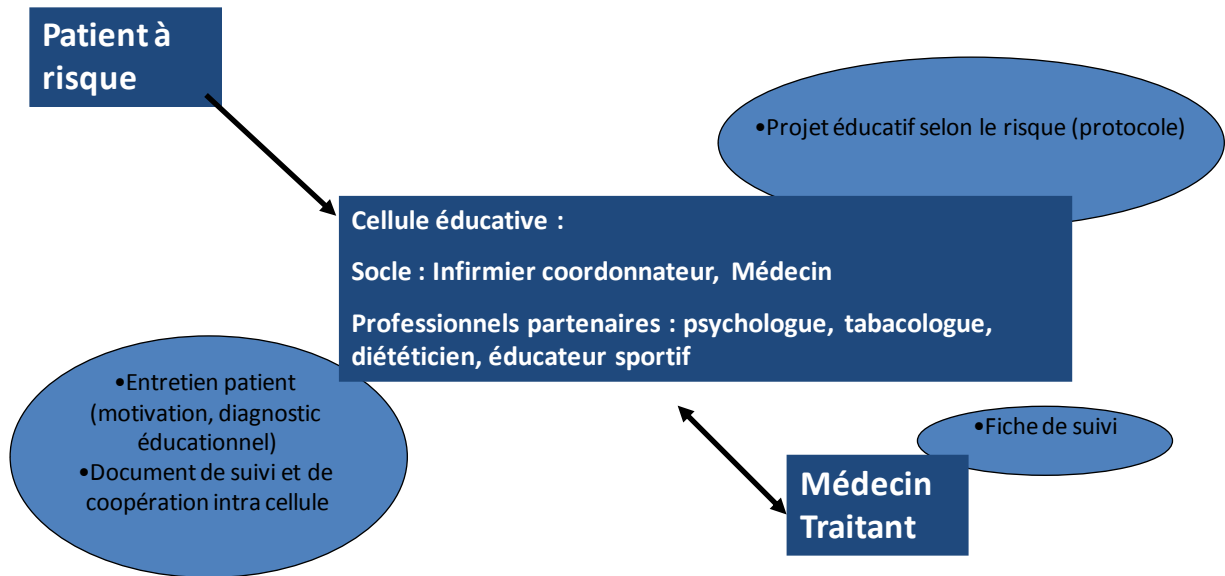 Patient à
risque
•Projet éducatif selon le risque (protocole)
Cellule éducative :
Socle : Infirmier coordonnateur, Médecin
Professionnels partenaires : psychologue, tabacologue,
diététicien, éducateur sportif
•Entretien patient
(motivation, diagnostic
éducationnel)
•Document de suivi et de
coopération intra cellule
•Fiche de suivi
Médecin
Traitant